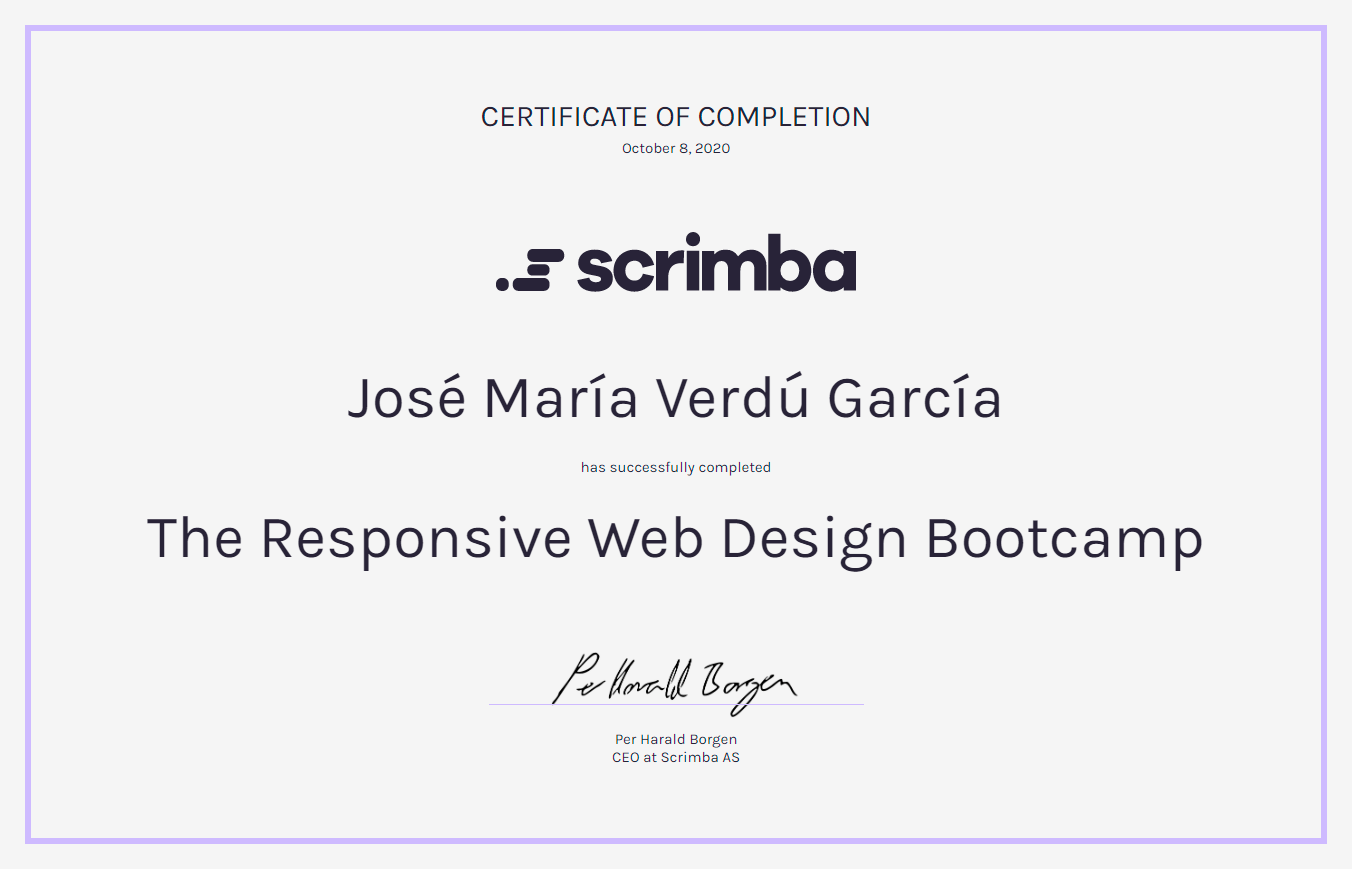 CERTIFICATE OF COMPLETION
October 8, 2020
scrimba
José María Verdú García
has successfully completed
The Responsive Web Design Bootcamp
Per Harald Borgen
Per Harald Borgen
CEO at Scrimba AS